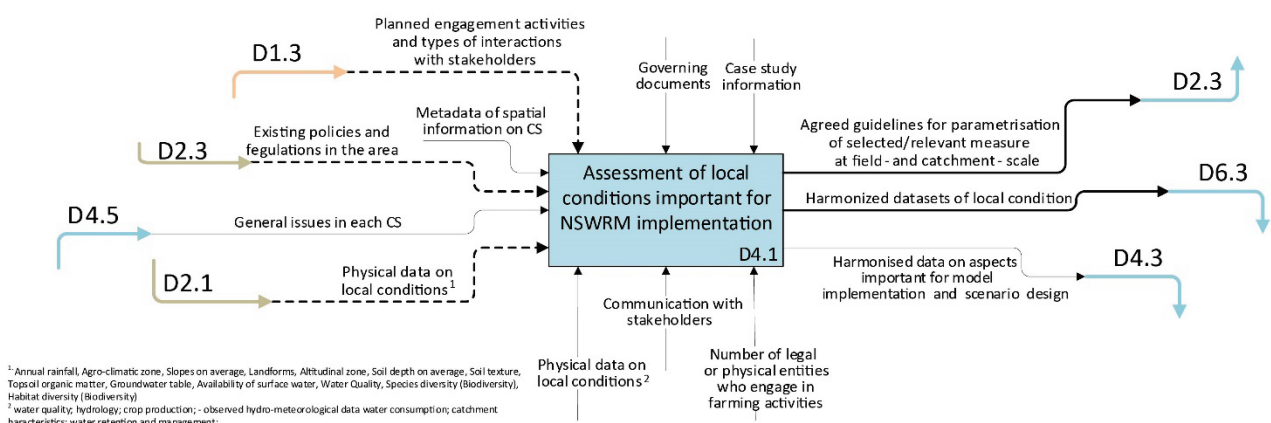 Planned engagement activities
and types of interactions
with stakeholders
D1.3
Governing
documents
Case study
information
D2.3
Metadata of spatial
information on CS
Agreed guidelines for parametrisation
of selected/relevant measure
at field - and catchment - scale
Existing policies and
fegulations in the area
D2.3
Assessment of local
conditions important for
NSWRM implementation
D4.1
Harmonized datasets of local condition
D6.3
D4.5
General issues in each CS
D2.1
Physical data on
local conditions1
Harmonised data on aspects
important for model
implementation and scenario design
D4.3
Communication with
stakeholders
Physical data on
local conditions2
Number of legal
or physical entities
who engage in
farming activities
1. Annual rainfall, Agro-climatic zone, Slopes on average, Landforms, Altitudinal zone, Soil depth on average, Soil texture,
Topsoil organic matter, Groundwater table, Availability of surface water, Water Quality, Species diversity (Biodiversity),
Habitat diversity (Biodiversity)
2 water quality; hydrology; crop production; - observed hydro-meteorological data water consumption; catchment
haracteristics; water retention and management;